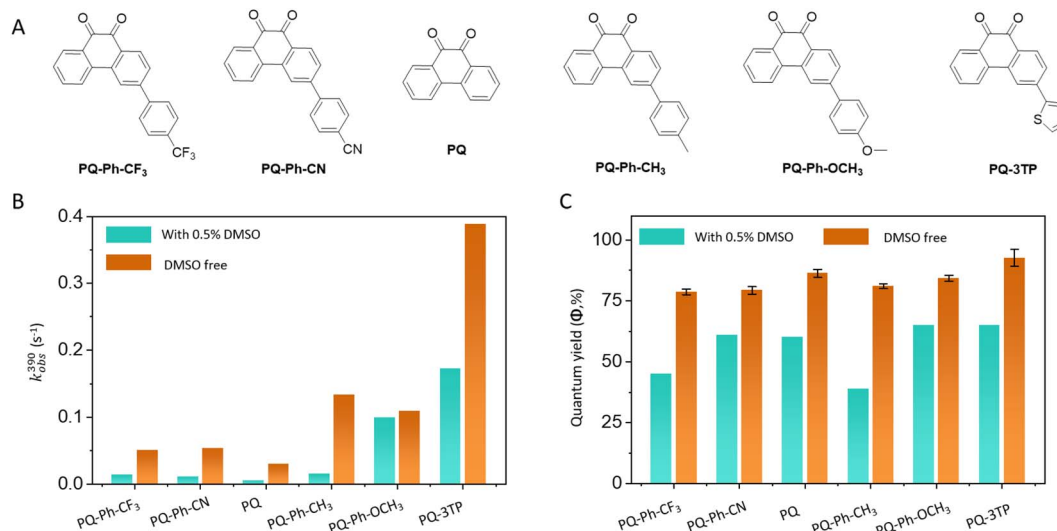 A
O O
O O
O O
O O
O O
O O
CF₃
CN
O
S
PQ-Ph-CF₃
PQ-Ph-CN
PQ
PQ-Ph-CH₃
PQ-Ph-OCH₃
PQ-3TP
B
With 0.5% DMSO
DMSO free
k³⁹⁰obs (s⁻¹)
0.4
0.3
0.2
0.1
0.0
PQ-Ph-CF₃
PQ-Ph-CN
PQ
PQ-Ph-CH₃
PQ-Ph-OCH₃
PQ-3TP
C
With 0.5% DMSO
DMSO free
Quantum yield (Φ,%)
100
75
50
25
0
PQ-Ph-CF₃
PQ-Ph-CN
PQ
PQ-Ph-CH₃
PQ-Ph-OCH₃
PQ-3TP